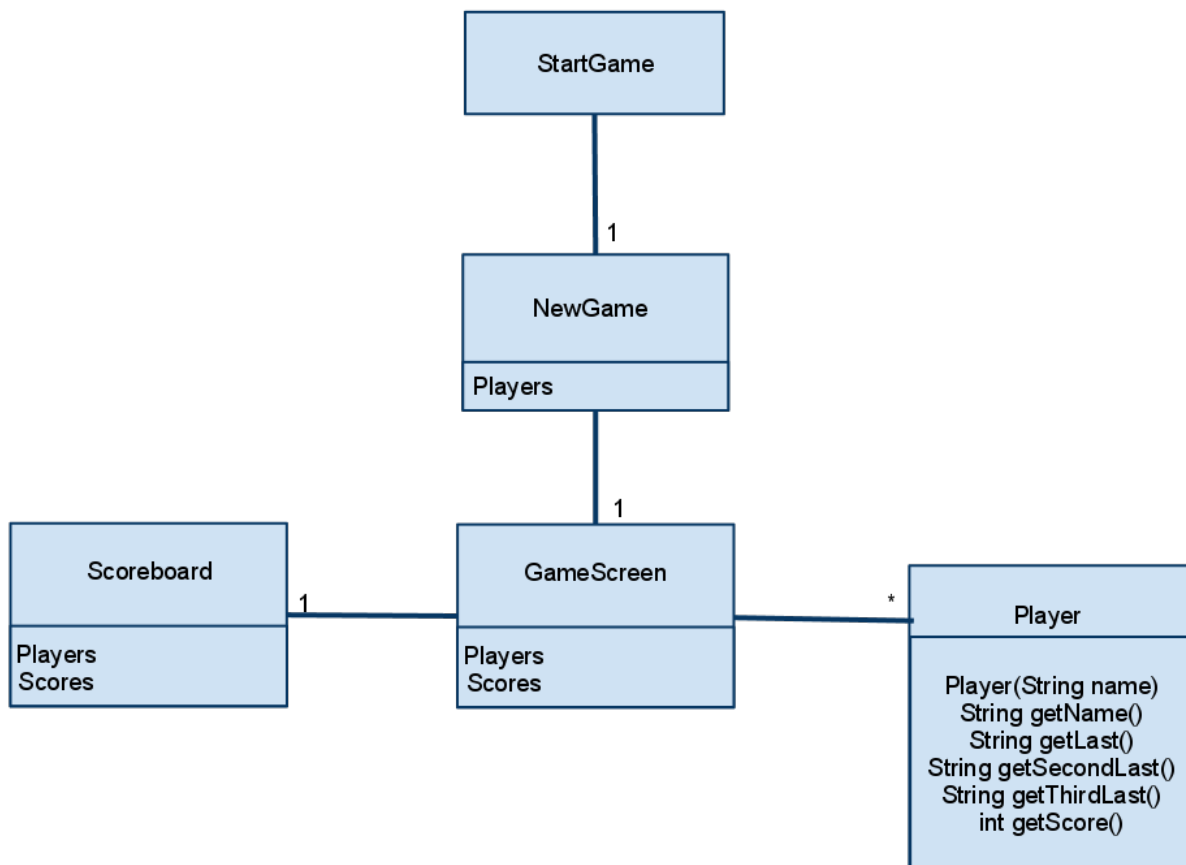 StartGame
1
NewGame
Players
1
Scoreboard
1
Players
Scores
GameScreen
Players
Scores
*
Player
Player(String name)
String getName()
String getLast()
String getSecondLast()
String getThirdLast()
int getScore()